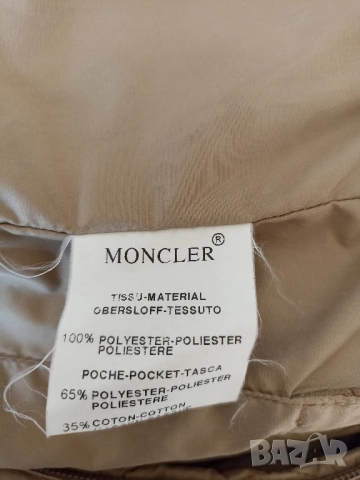 MONCLER®
TISSU-MATERIAL
OBERSLOFF-TESSUTO
100% POLYESTER-POLIESTER
POLIESTERE
POCHE-POCKET-TASCA
65% POLYESTER-POLIESTER
POLIESTERE
35% COTON-COTTON
BAZAR